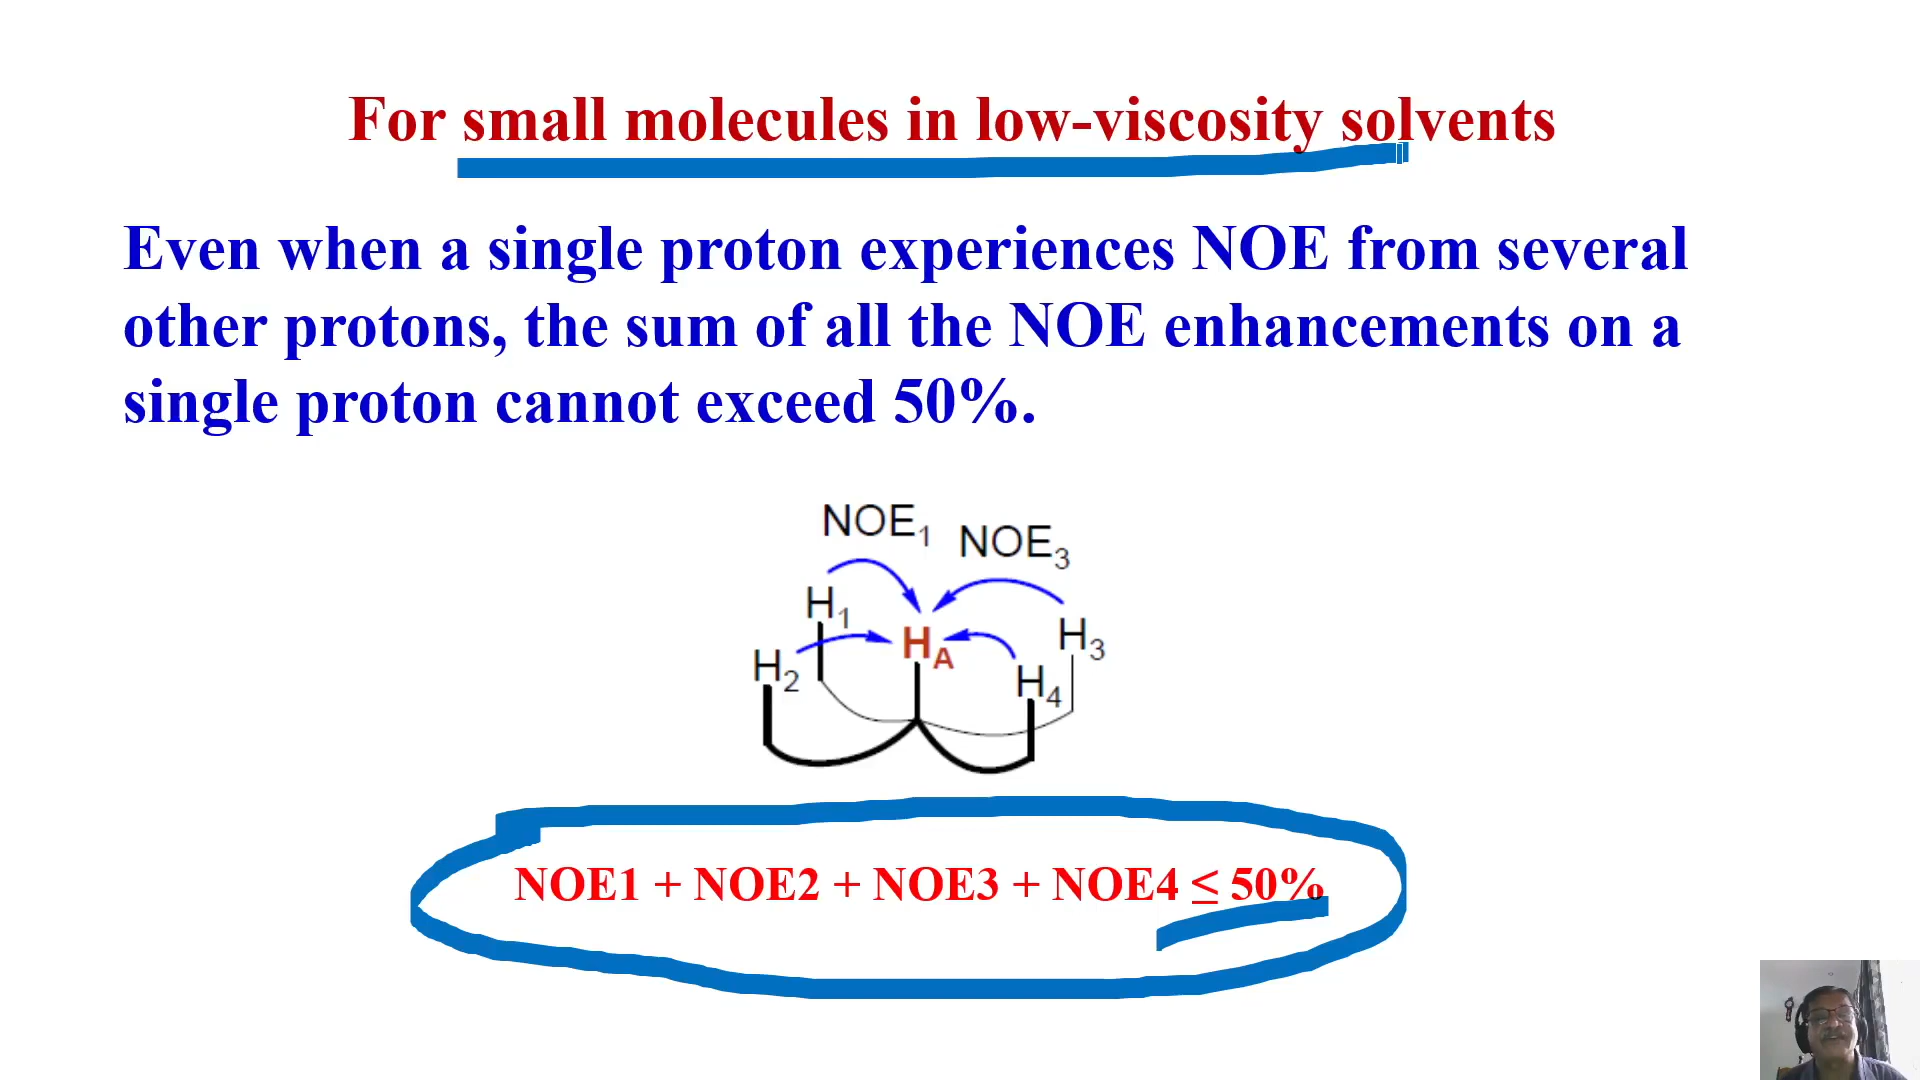 For small molecules in low-viscosity solvents
Even when a single proton experiences NOE from several
other protons, the sum of all the NOE enhancements on a
single proton cannot exceed 50%.
NOE₁ NOE₃
H₁
H_A H₃
H₂ H₄
NOE1 + NOE2 + NOE3 + NOE4 ≤ 50%